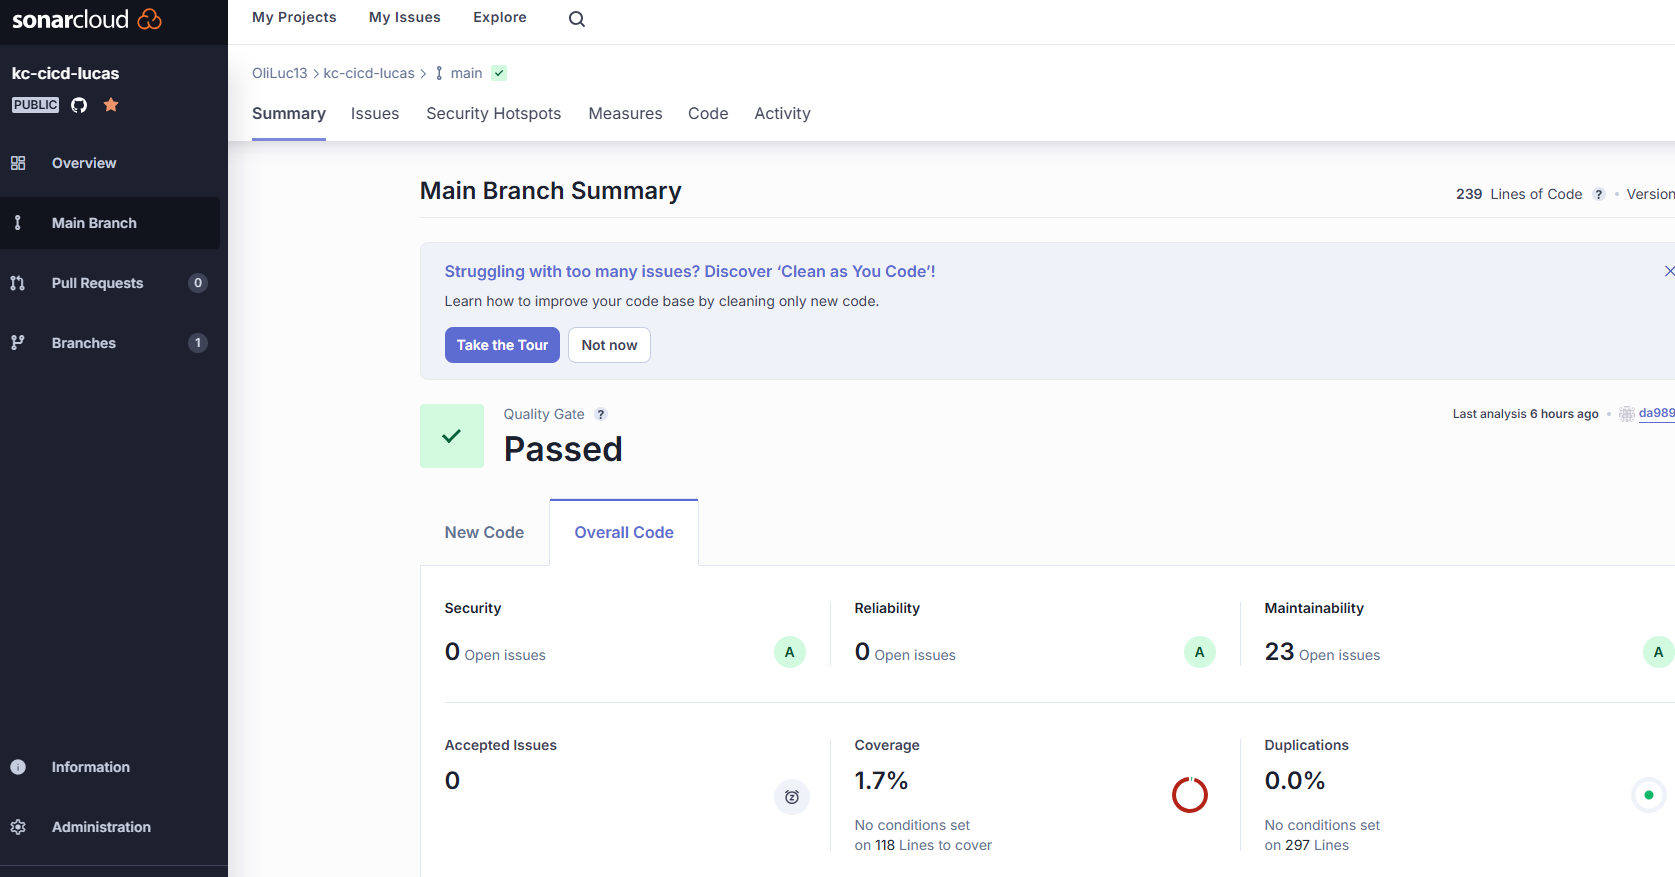 sonarcloud
My Projects My Issues Explore
kc-cicd-lucas
PUBLIC
Overview
Main Branch
Pull Requests 0
Branches 1
Information
Administration
OliLuc13 > kc-cicd-lucas > main
Summary Issues Security Hotspots Measures Code Activity
Main Branch Summary
239 Lines of Code ? • Version
Struggling with too many issues? Discover ‘Clean as You Code’!
Learn how to improve your code base by cleaning only new code.
Take the Tour Not now
Quality Gate ?
Passed
Last analysis 6 hours ago • da989
New Code Overall Code
Security
0 Open issues A
Reliability
0 Open issues A
Maintainability
23 Open issues A
Accepted Issues
0
Coverage
1.7%
No conditions set
on 118 Lines to cover
Duplications
0.0%
No conditions set
on 297 Lines